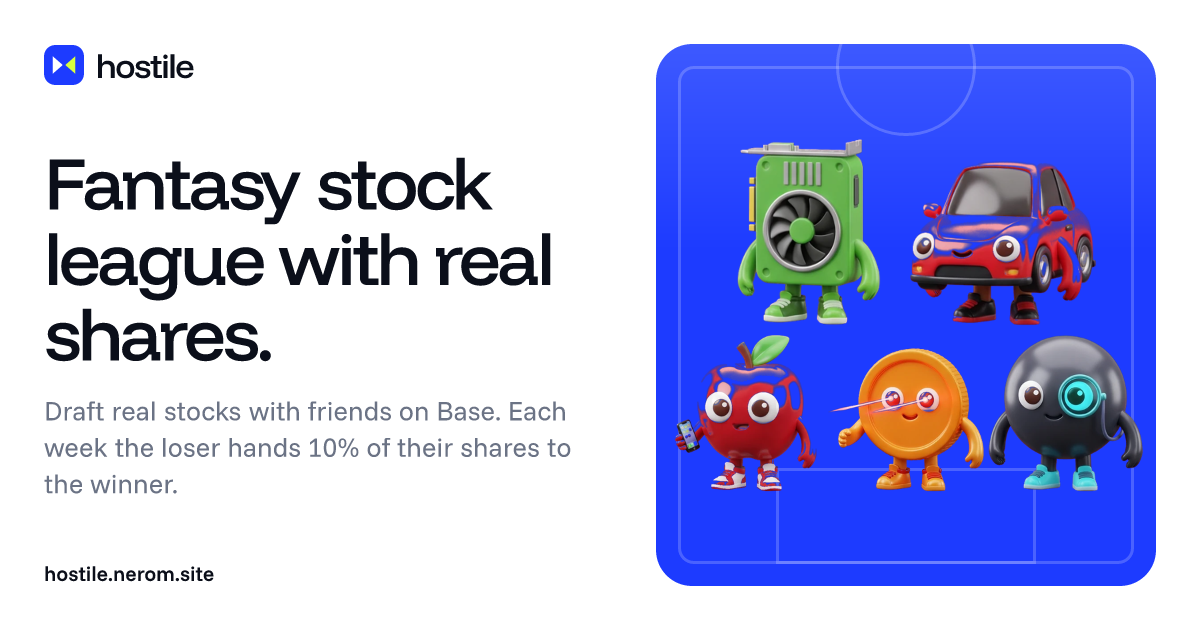 hostile
Fantasy stock
league with real
shares.
Draft real stocks with friends on Base. Each
week the loser hands 10% of their shares to
the winner.
hostile.nerom.site